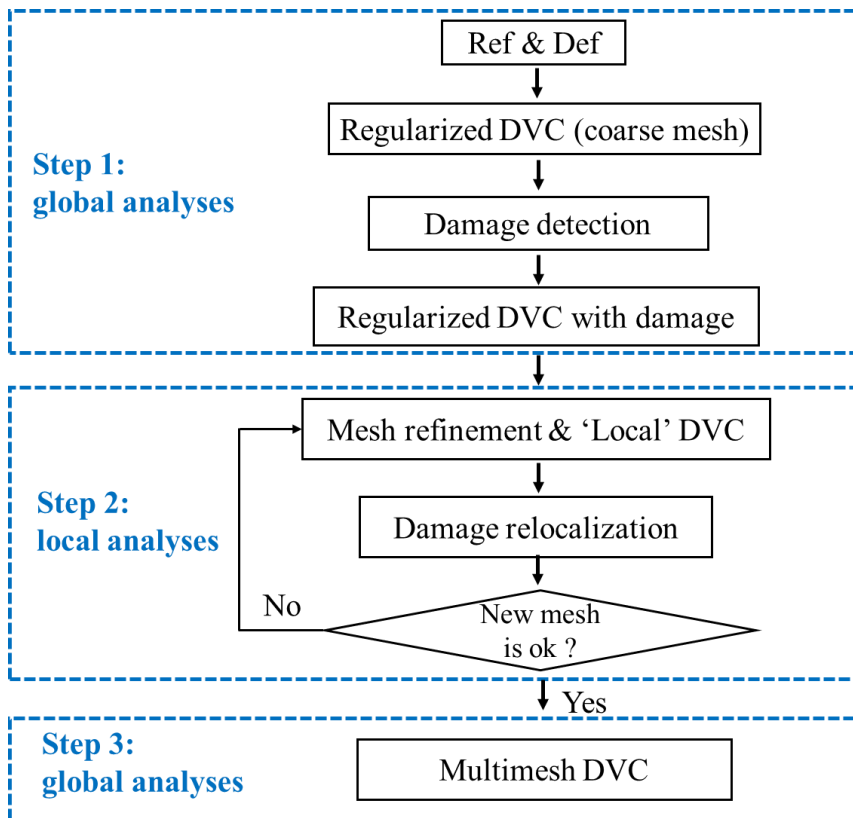 Ref & Def
Regularized DVC (coarse mesh)
Step 1:
global analyses
Damage detection
Regularized DVC with damage
Mesh refinement & ‘Local’ DVC
Step 2:
local analyses
Damage relocalization
No
New mesh
is ok ?
Yes
Step 3:
global analyses
Multimesh DVC